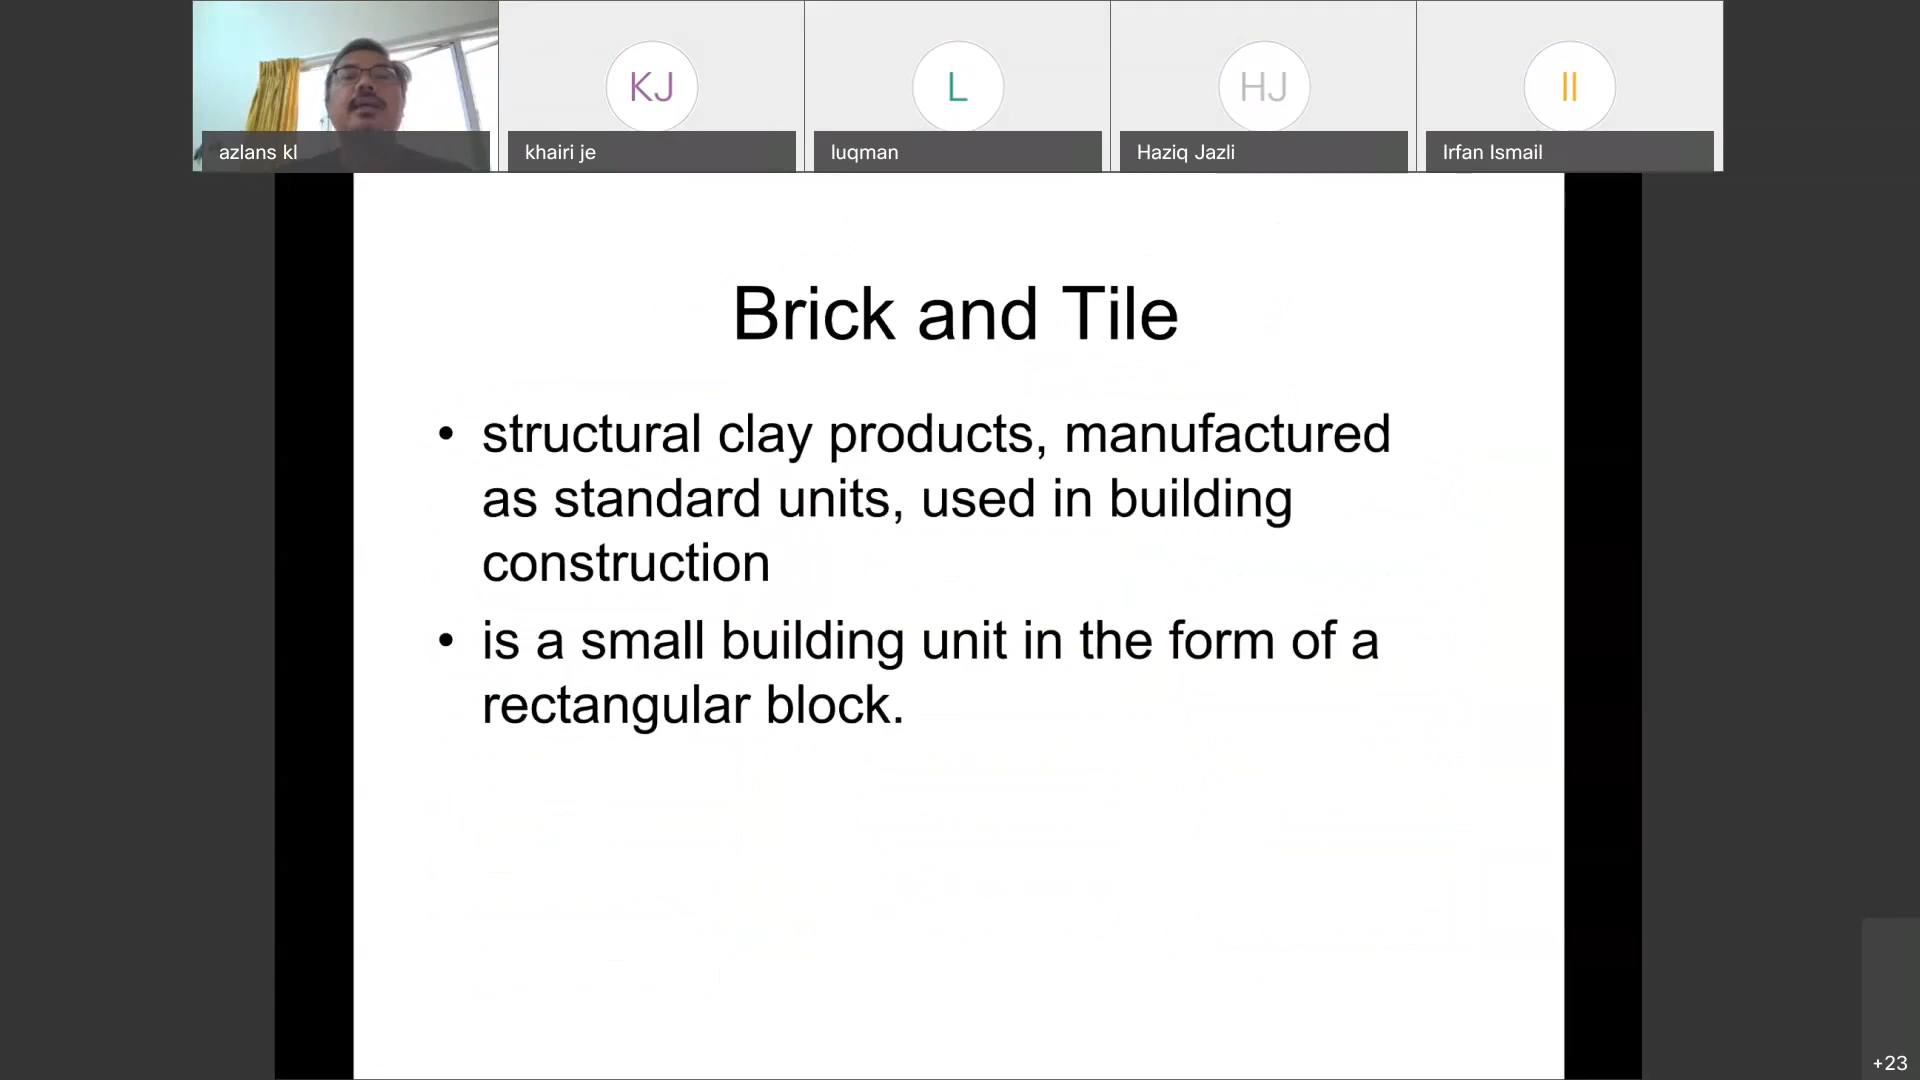 KJ
L
HJ
II
azlans kl
khairi je
luqman
Haziq Jazli
Irfan Ismail
Brick and Tile
• structural clay products, manufactured
as standard units, used in building
construction
• is a small building unit in the form of a
rectangular block.
+23